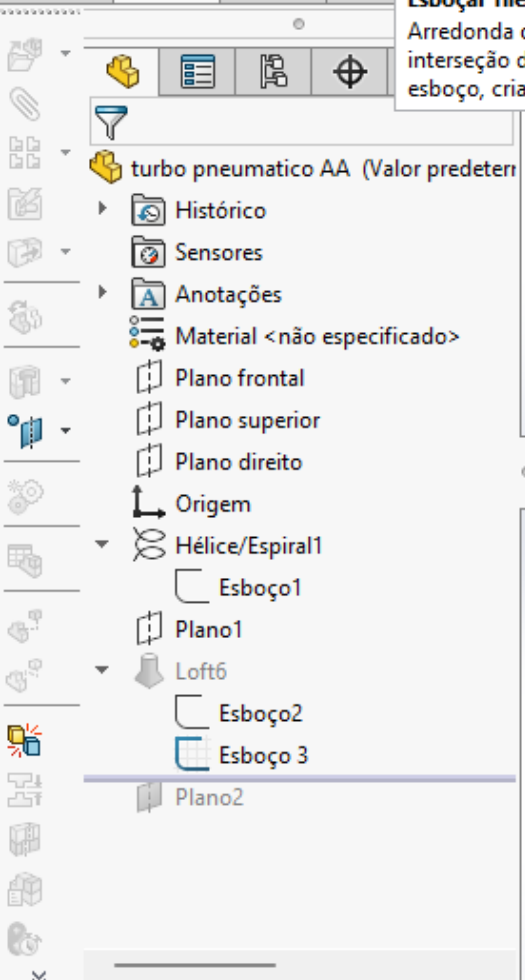 Arredonda
esboço, cria
turbo pneumatico AA (Valor predeterr
Histórico
Sensores
A Anotações
Material <não especificado>
Plano frontal
Plano superior
Plano direito
Origem
Hélice/Espiral1
Esboço1
Plano1
Loft6
Esboço2
Esboço 3
Plano2